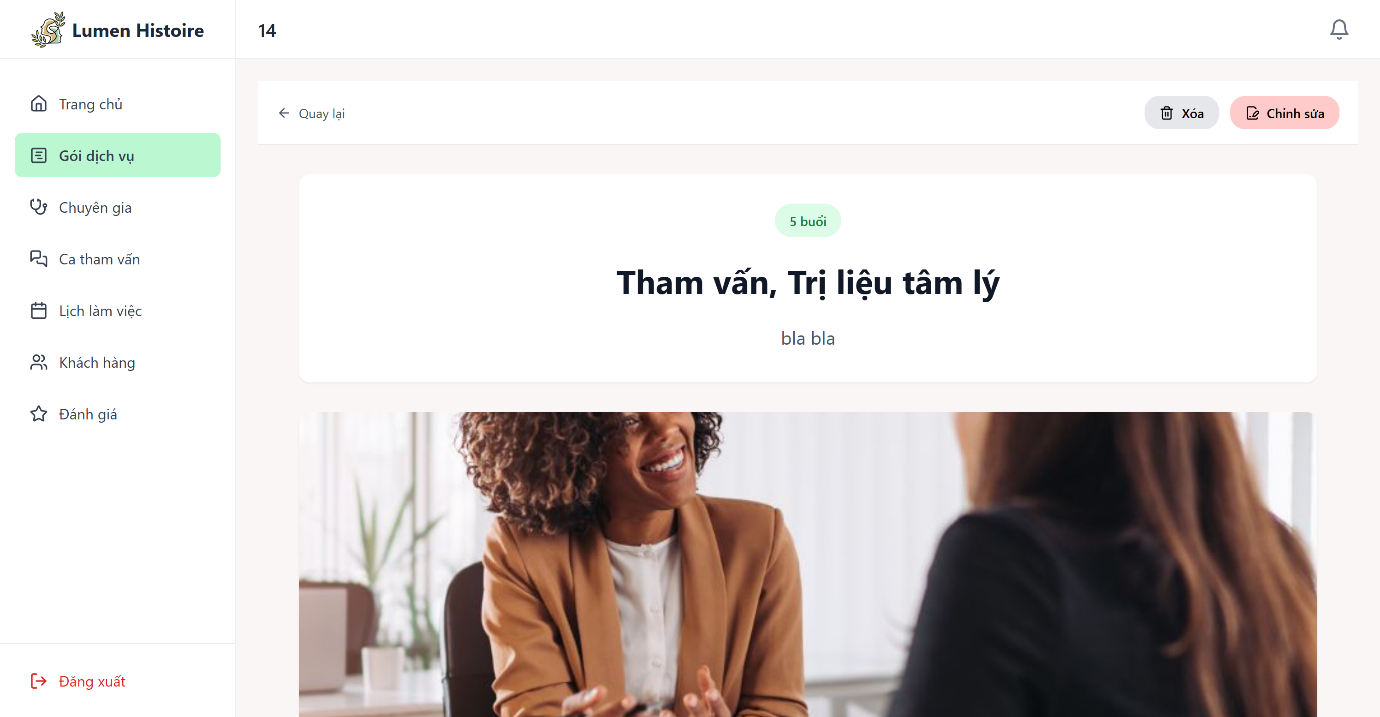 Lumen Histoire
14
Trang chủ
Gói dịch vụ
Chuyên gia
Ca tham vấn
Lịch làm việc
Khách hàng
Đánh giá
Đăng xuất
Quay lại
Xóa
Chỉnh sửa
5 buổi
Tham vấn, Trị liệu tâm lý
bla bla